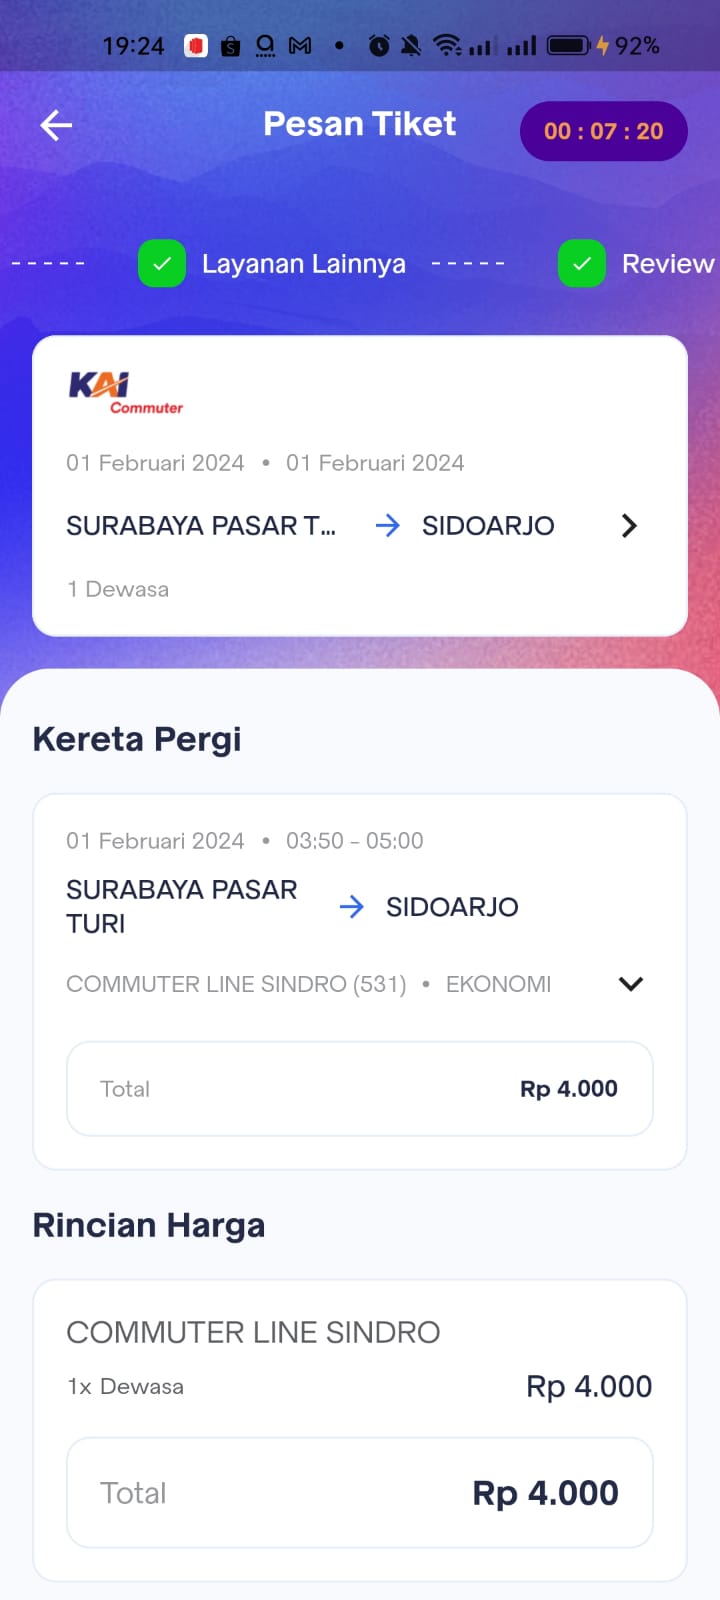 19:24 92%
Pesan Tiket 00 : 07 : 20
Layanan Lainnya Review
KAI
Commuter
01 Februari 2024 • 01 Februari 2024
SURABAYA PASAR T... → SIDOARJO
1 Dewasa
Kereta Pergi
01 Februari 2024 • 03:50 - 05:00
SURABAYA PASAR
TURI → SIDOARJO
COMMUTER LINE SINDRO (531) • EKONOMI
Total Rp 4.000
Rincian Harga
COMMUTER LINE SINDRO
1x Dewasa Rp 4.000
Total Rp 4.000